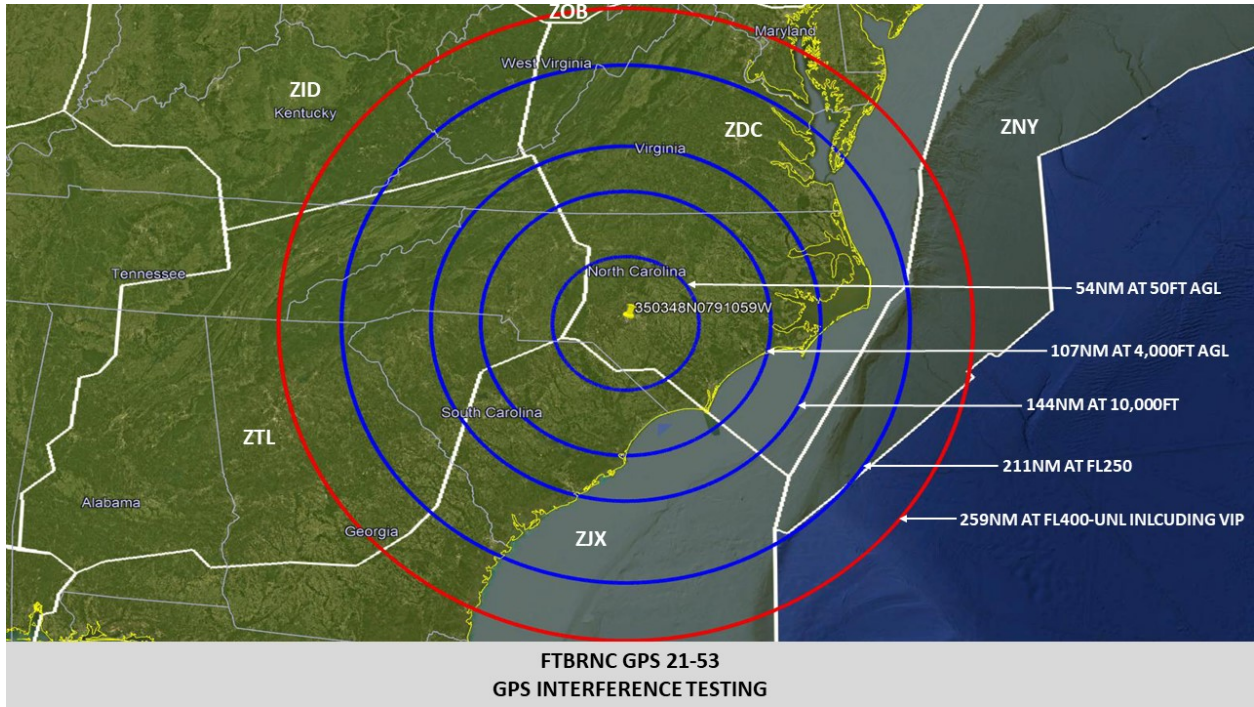 ZOB
Maryland
West Virginia
ZID
Kentucky
ZDC
ZNY
Virginia
North Carolina
Tennessee
54NM AT 50FT AGL
350348N0791059W
107NM AT 4,000FT AGL
144NM AT 10,000FT
South Carolina
ZTL
211NM AT FL250
Alabama
259NM AT FL400-UNL INLCUDING VIP
Georgia
ZJX
FTBRNC GPS 21-53
GPS INTERFERENCE TESTING